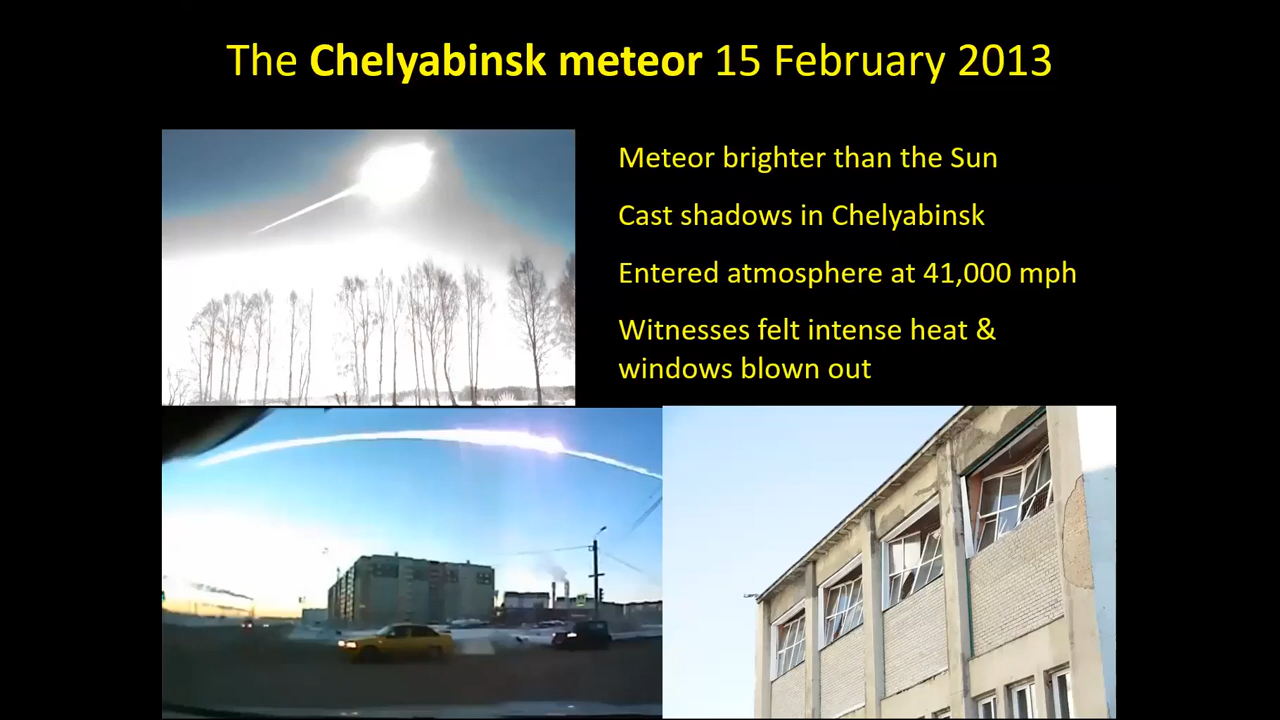 The Chelyabinsk meteor 15 February 2013
Meteor brighter than the Sun
Cast shadows in Chelyabinsk
Entered atmosphere at 41,000 mph
Witnesses felt intense heat &
windows blown out